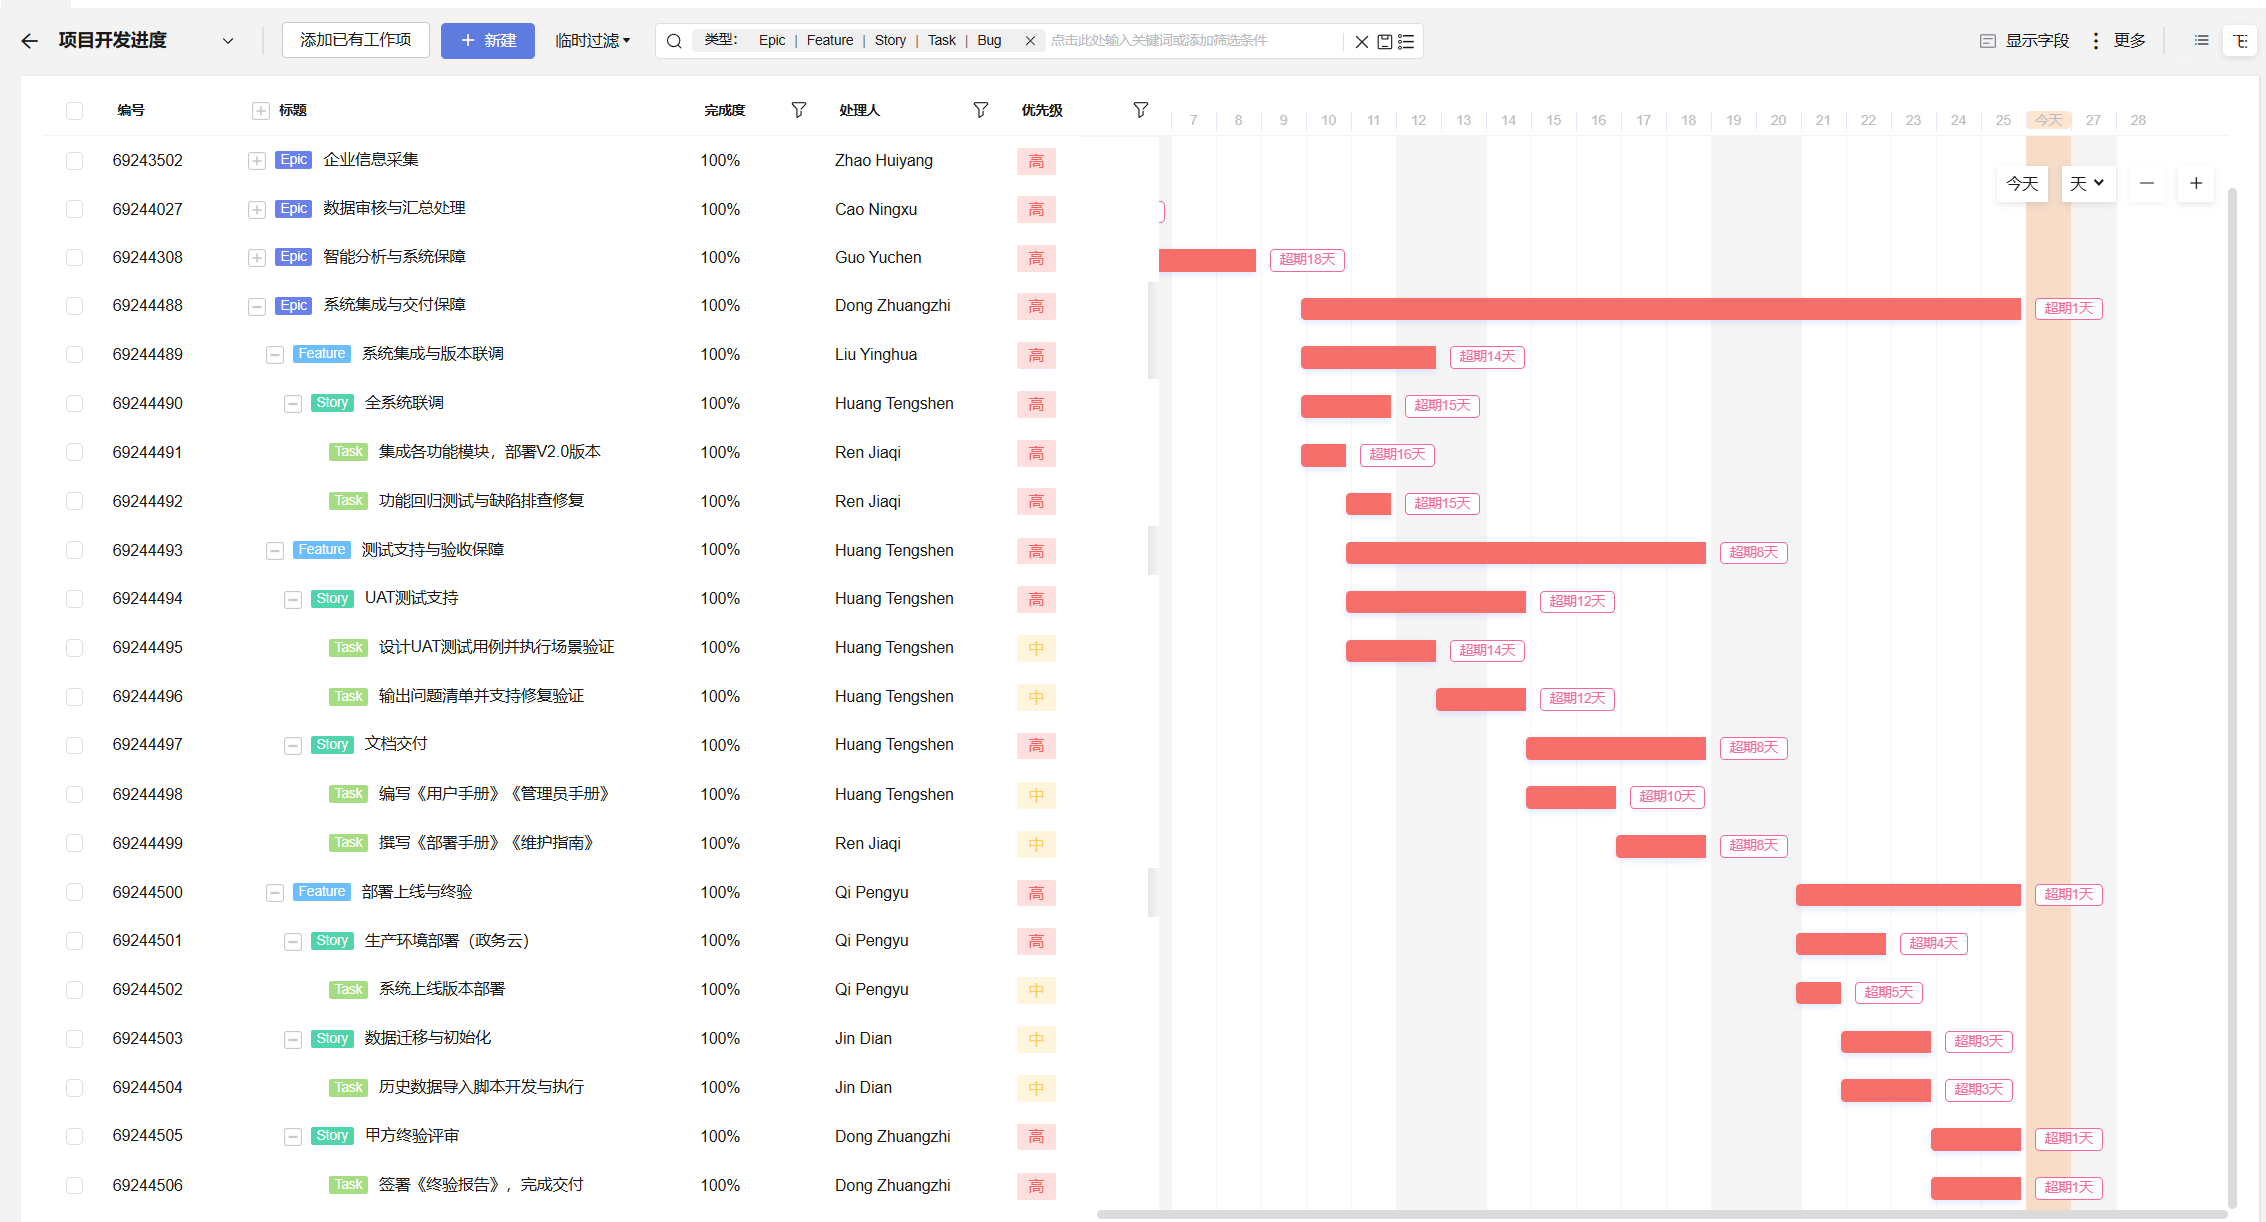 项目开发进度 添加已有工作项 + 新建 临时过滤 类型： Epic | Feature | Story | Task | Bug 点击此处输入关键词或添加筛选条件 显示字段 更多
编号 标题 完成度 处理人 优先级 7 8 9 10 11 12 13 14 15 16 17 18 19 20 21 22 23 24 25 今天 27 28
69243502 Epic 企业信息采集 100% Zhao Huiyang 高
今天 天
69244027 Epic 数据审核与汇总处理 100% Cao Ningxu 高
69244308 Epic 智能分析与系统保障 100% Guo Yuchen 高 超期18天
69244488 Epic 系统集成与交付保障 100% Dong Zhuangzhi 高 超期1天
69244489 Feature 系统集成与版本联调 100% Liu Yinghua 高 超期14天
69244490 Story 全系统联调 100% Huang Tengshen 高 超期15天
69244491 Task 集成各功能模块，部署V2.0版本 100% Ren Jiaqi 高 超期16天
69244492 Task 功能回归测试与缺陷排查修复 100% Ren Jiaqi 高 超期15天
69244493 Feature 测试支持与验收保障 100% Huang Tengshen 高 超期8天
69244494 Story UAT测试支持 100% Huang Tengshen 高 超期12天
69244495 Task 设计UAT测试用例并执行场景验证 100% Huang Tengshen 中 超期14天
69244496 Task 输出问题清单并支持修复验证 100% Huang Tengshen 中 超期12天
69244497 Story 文档交付 100% Huang Tengshen 高 超期8天
69244498 Task 编写《用户手册》《管理员手册》 100% Huang Tengshen 中 超期10天
69244499 Task 撰写《部署手册》《维护指南》 100% Ren Jiaqi 中 超期8天
69244500 Feature 部署上线与终验 100% Qi Pengyu 高 超期1天
69244501 Story 生产环境部署（政务云） 100% Qi Pengyu 高 超期4天
69244502 Task 系统上线版本部署 100% Qi Pengyu 中 超期5天
69244503 Story 数据迁移与初始化 100% Jin Dian 中 超期3天
69244504 Task 历史数据导入脚本开发与执行 100% Jin Dian 中 超期3天
69244505 Story 甲方终验评审 100% Dong Zhuangzhi 高 超期1天
69244506 Task 签署《终验报告》，完成交付 100% Dong Zhuangzhi 高 超期1天